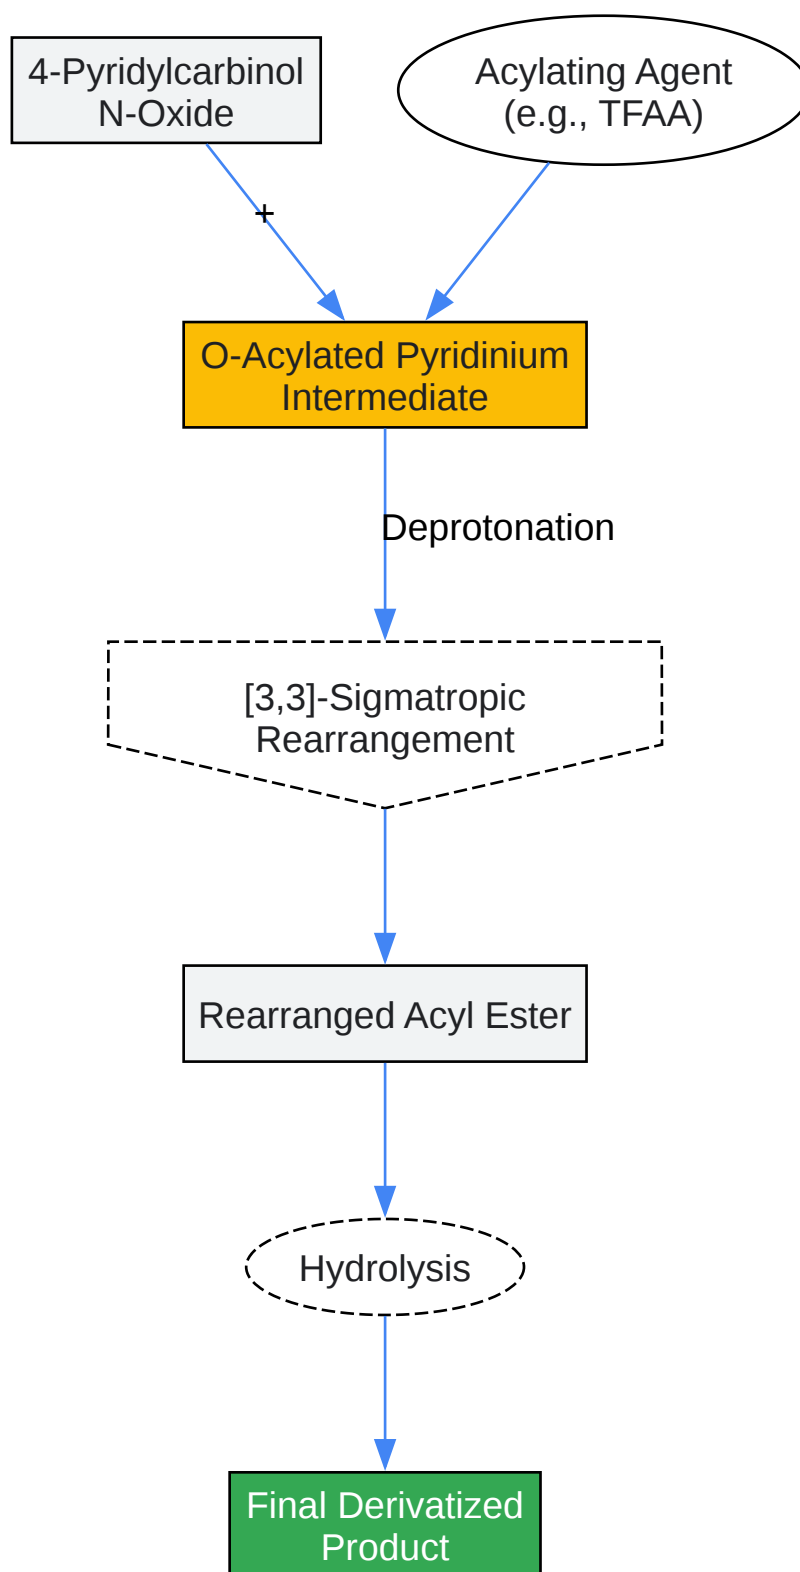 4-Pyridylcarbinol
N-Oxide
Acylating Agent
(e.g., TFAA)
+
O-Acylated Pyridinium
Intermediate
Deprotonation
[3,3]-Sigmatropic
Rearrangement
Rearranged Acyl Ester
Hydrolysis
Final Derivatized
Product